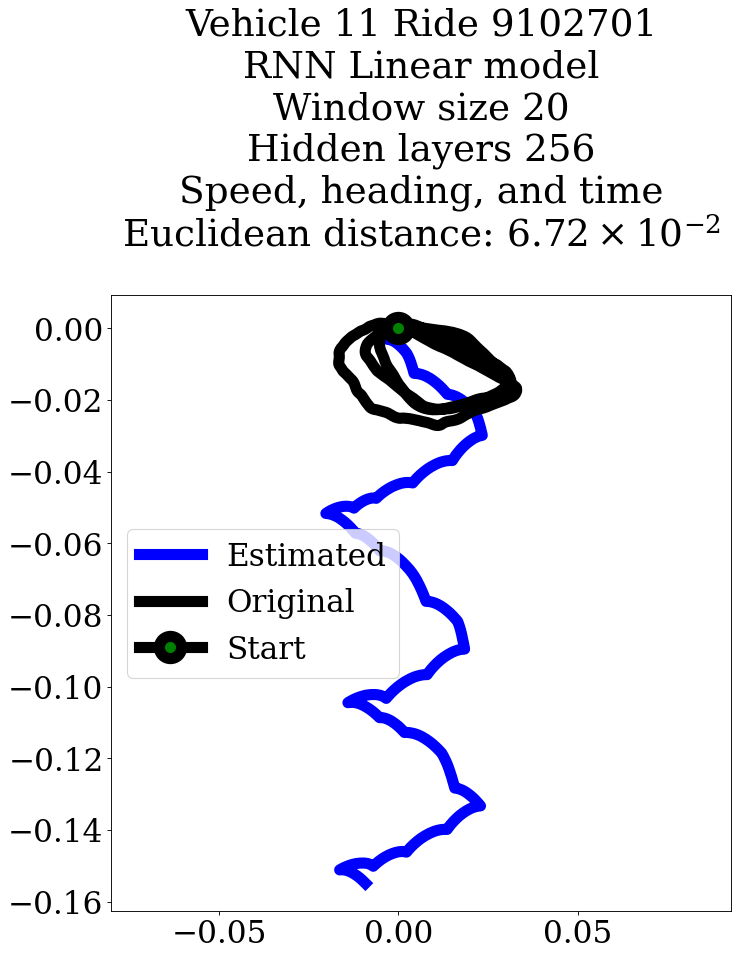 Vehicle 11 Ride 9102701
RNN Linear model
Window size 20
Hidden layers 256
Speed, heading, and time
Euclidean distance: 6.72 × 10⁻²
0.00
−0.02
−0.04
−0.06
−0.08
−0.10
−0.12
−0.14
−0.16
Estimated
Original
Start
−0.05 0.00 0.05